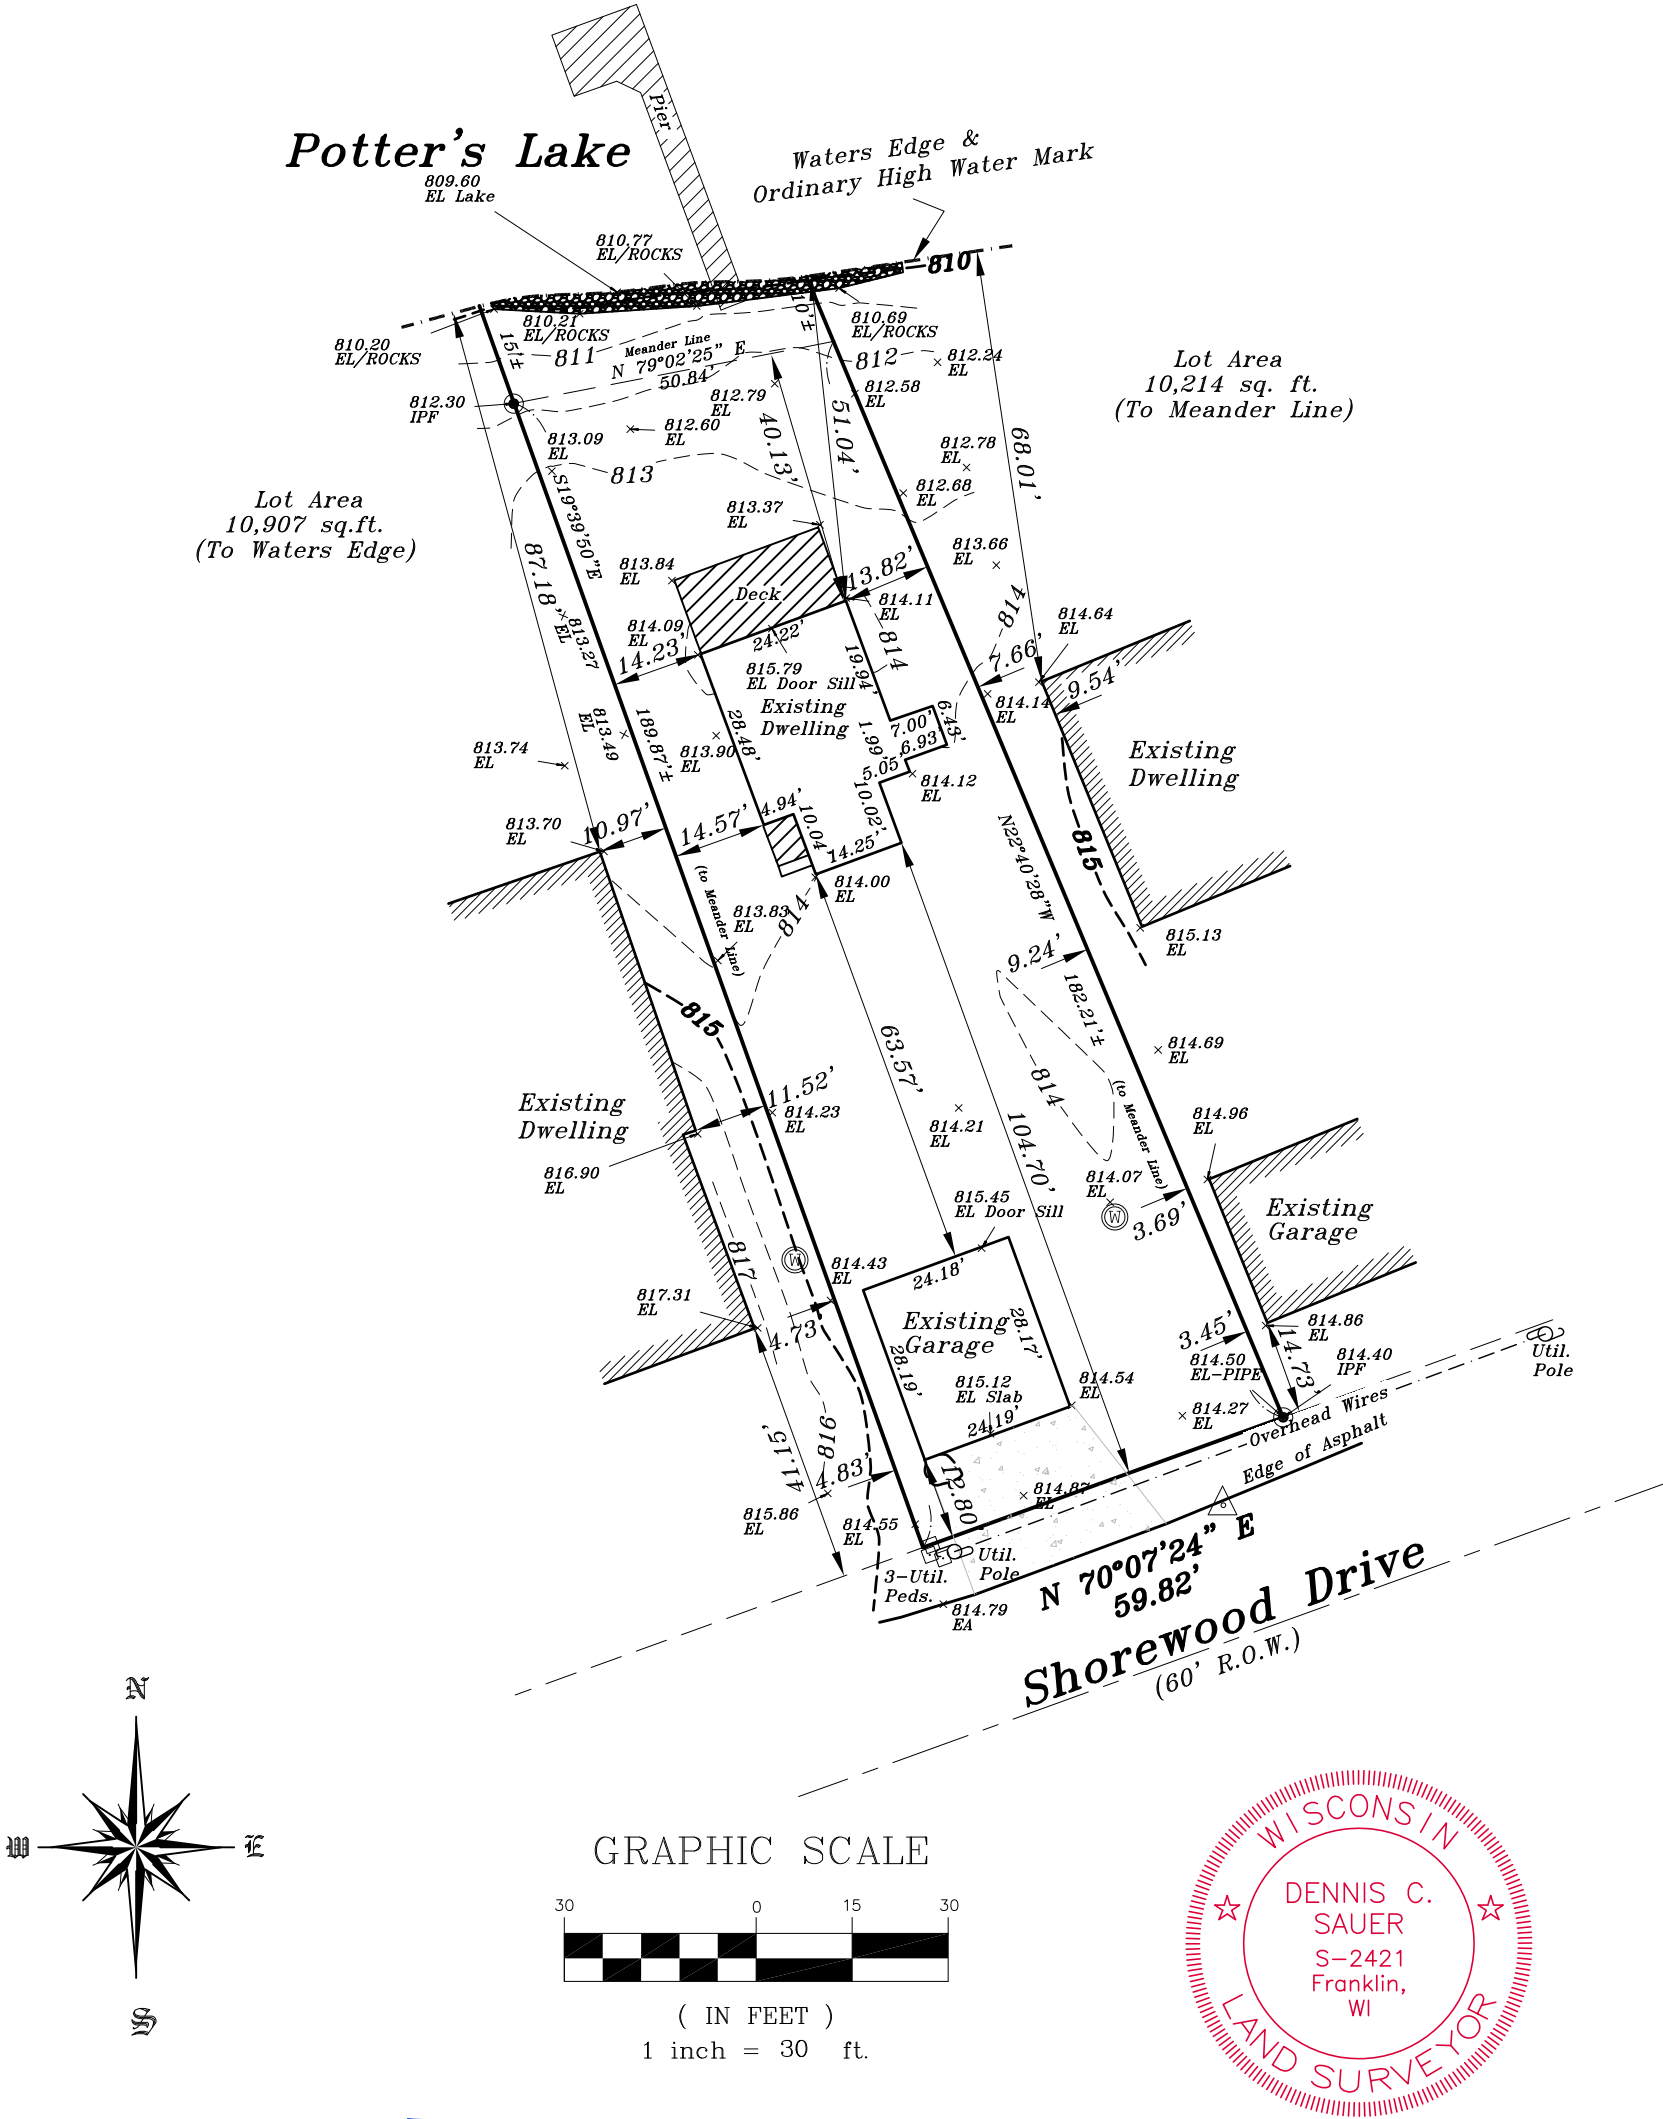 Pier
Potter's Lake
Waters Edge &
Ordinary High Water Mark
809.60
EL Lake
810.77
EL/ROCKS
810
810.20
EL/ROCKS
810.21
EL/ROCKS
810.69
EL/ROCKS
15'±
10'±
811
Meander Line
N 79°02'25" E
50.84'
812
812.24
EL
812.30
IPF
812.79
EL
812.58
EL
Lot Area
10,214 sq. ft.
(To Meander Line)
813.09
EL
812.60
EL
40.13'
51.04'
812.78
EL
68.01'
813
812.68
EL
Lot Area
10,907 sq.ft.
(To Waters Edge)
S19°39'50"E
813.37
EL
87.18'
813.84
EL
Deck
13.82'
813.66
EL
814.11
EL
814
814.64
EL
813.27
EL
814.09
EL
14.23'
24.22'
815.79
EL Door Sill
19.94'
814
7.66'
9.54'
814.14
EL
Existing
Dwelling
813.49
EL
189.87'±
813.90
EL
28.48'
7.00'
6.43'
1.99'
6.93'
5.05'
813.74
EL
814.12
EL
Existing
Dwelling
813.70
EL
10.97'
14.57'
4.94'
10.04'
10.02'
14.25'
N22°40'28"W
815
(to Meander Line)
814.00
EL
813.83
EL
814
815.13
EL
9.24'
182.21'±
815
63.57'
814.69
EL
814
Existing
Dwelling
11.52'
814.23
EL
814.21
EL
104.70'
(to Meander Line)
814.96
EL
816.90
EL
814.07
EL
W
3.69'
815.45
EL Door Sill
Existing
Garage
817
W
814.43
EL
24.18'
817.31
EL
4.73
Existing
Garage
28.17'
28.19'
3.45'
814.86
EL
14.73'
814.50
EL-PIPE
814.40
IPF
Util.
Pole
815.12
EL Slab
814.54
EL
24.19'
814.27
EL
Overhead Wires
Edge of Asphalt
41.15'
816
4.83'
815.86
EL
12.80'
814.87
EL
814.55
EL
3-Util.
Peds.
Util.
Pole
814.79
EA
N 70°07'24" E
59.82'
Shorewood Drive
(60' R.O.W.)
N
W
E
S
GRAPHIC SCALE
30 0 15 30
( IN FEET )
1 inch = 30 ft.
WISCONSIN
DENNIS C.
SAUER
S-2421
Franklin,
WI
LAND SURVEYOR